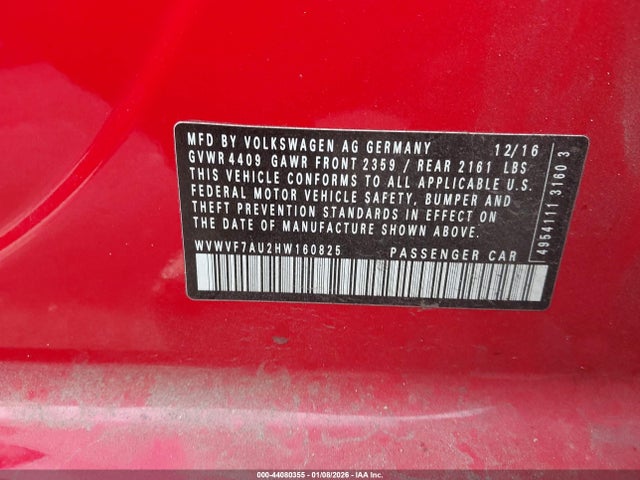 MFD BY VOLKSWAGEN AG GERMANY 12/16
GVWR 4409 GAWR FRONT 2359 / REAR 2161 LBS
THIS VEHICLE CONFORMS TO ALL APPLICABLE U.S.
FEDERAL MOTOR VEHICLE SAFETY, BUMPER AND
THEFT PREVENTION STANDARDS IN EFFECT ON
THE DATE OF MANUFACTURE SHOWN ABOVE.
WVWVF7AU2HW160825 PASSENGER CAR
4954111 3160 3
000-44080355 - 01/08/2026 - IAA Inc.